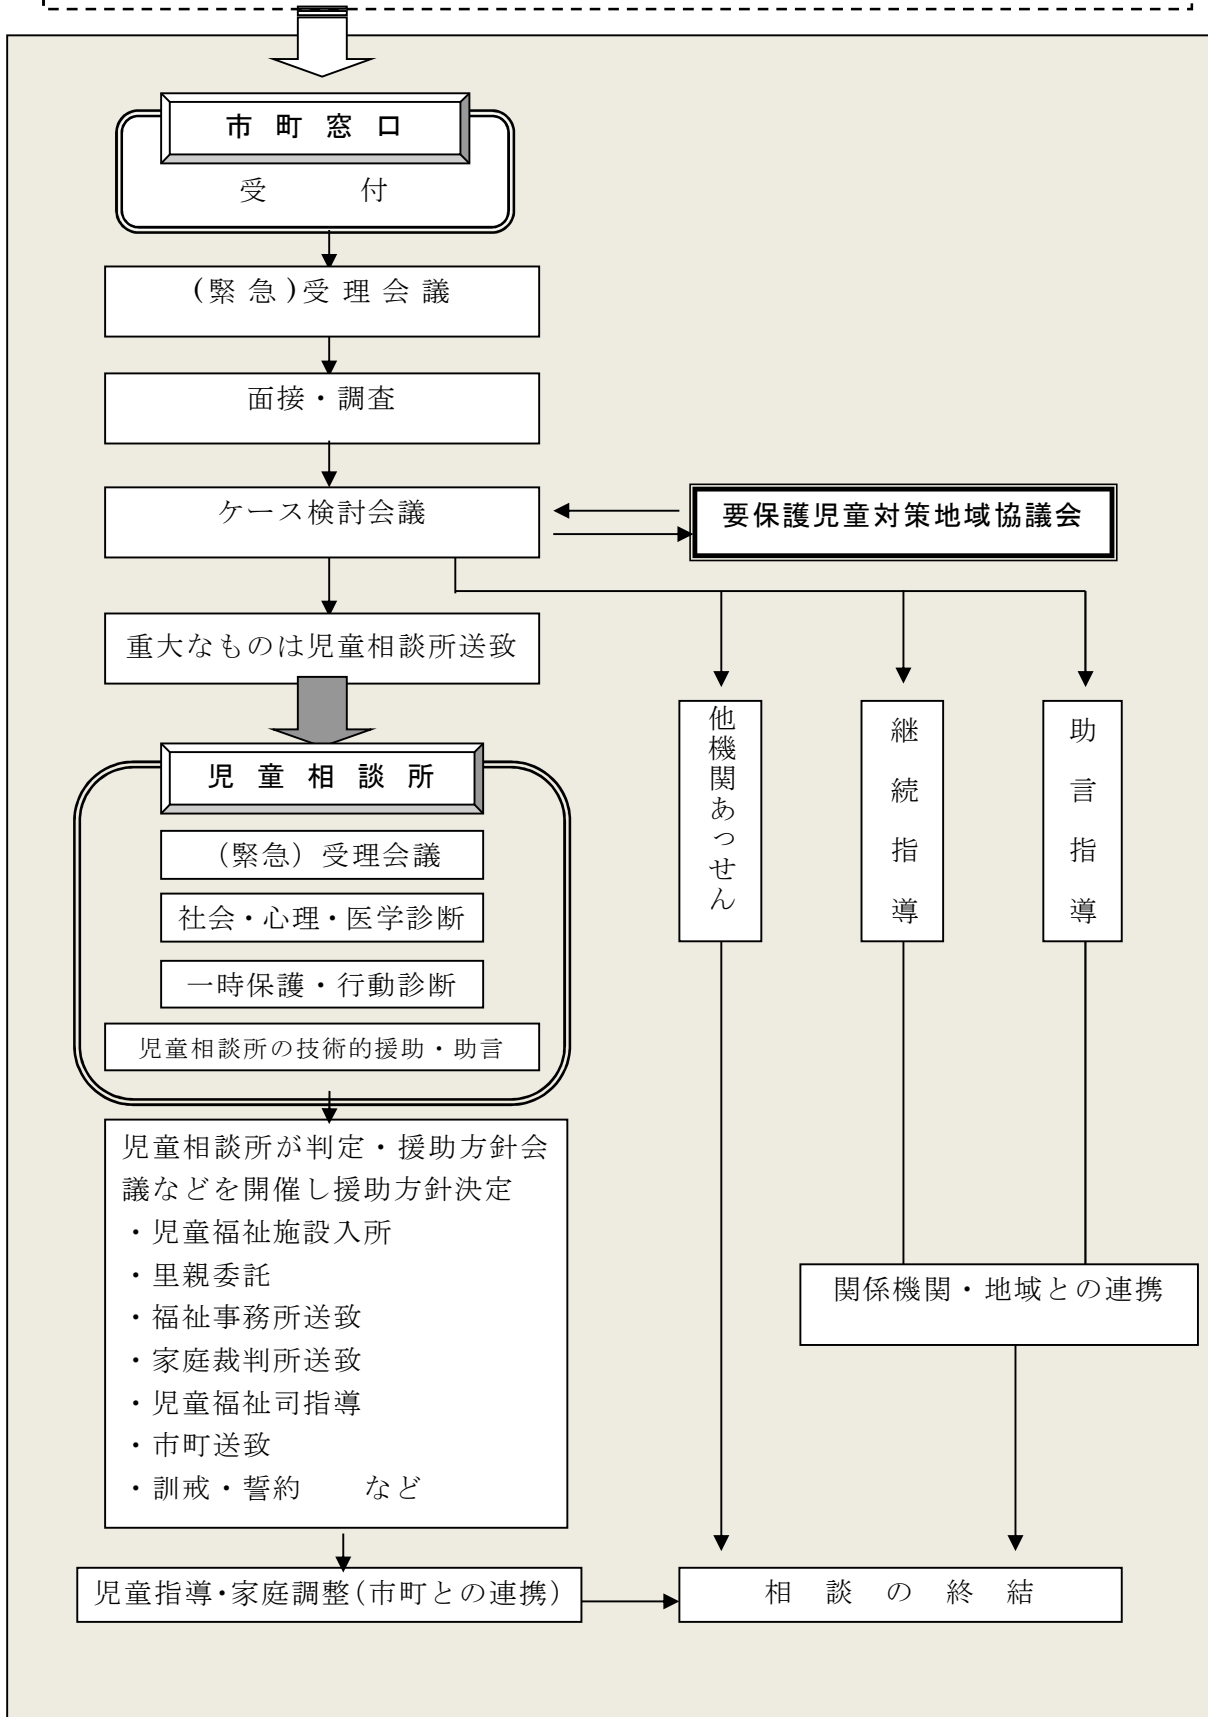 市町窓口
受　　付
(緊急)受理会議
面接・調査
ケース検討会議
要保護児童対策地域協議会
重大なものは児童相談所送致
他機関あっせん
継続指導
助言指導
児童相談所
（緊急）受理会議
社会・心理・医学診断
一時保護・行動診断
児童相談所の技術的援助・助言
児童相談所が判定・援助方針会
議などを開催し援助方針決定
・児童福祉施設入所
・里親委託
・福祉事務所送致
・家庭裁判所送致
・児童福祉司指導
・市町送致
・訓戒・誓約　　など
関係機関・地域との連携
児童指導・家庭調整(市町との連携)
相談の終結